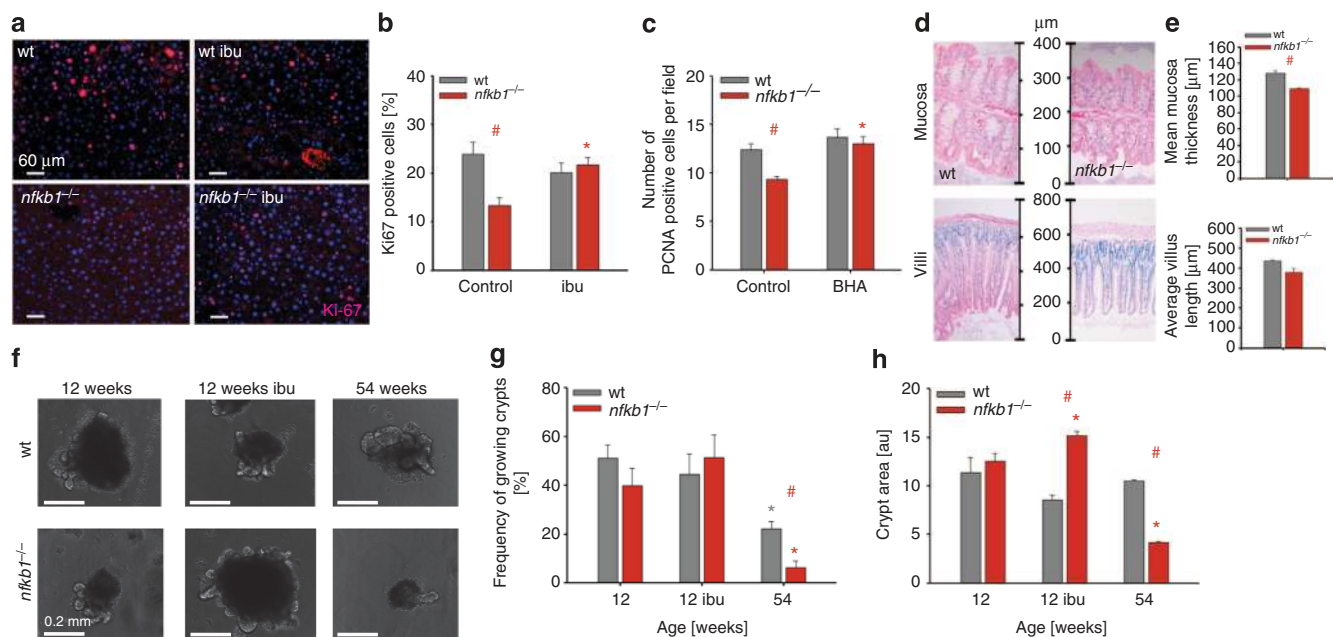 a
wt
wt ibu
60 µm
nfkb1−/−
nfkb1−/− ibu
Ki-67
b
wt
nfkb1−/−
Ki67 positive cells [%]
40
30
20
10
0
#
*
Control
ibu
c
wt
nfkb1−/−
Number of
PCNA positive cells per field
20
15
10
5
0
#
*
Control
BHA
d
µm
Mucosa
wt
nfkb1−/−
400
300
200
100
0
Villi
800
600
400
200
0
e
wt
nfkb1−/−
Mean mucosa
thickness [µm]
160
140
120
100
80
60
40
20
0
#
wt
nfkb1−/−
Average villus
length [µm]
600
500
400
300
200
100
0
f
12 weeks
12 weeks ibu
54 weeks
wt
nfkb1−/−
0.2 mm
g
wt
nfkb1−/−
Frequency of growing crypts
[%]
80
60
40
20
0
*
#
*
12
12 ibu
54
Age [weeks]
h
wt
nfkb1−/−
Crypt area [au]
20
15
10
5
0
#
*
#
*
12
12 ibu
54
Age [weeks]